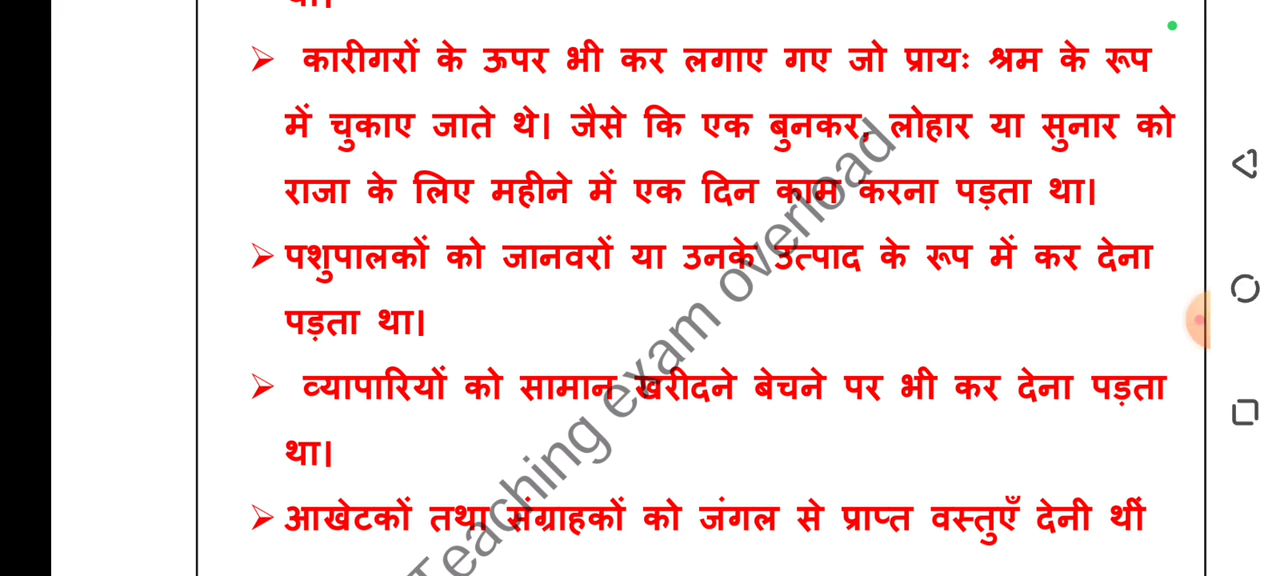 था।
➢ कारीगरों के ऊपर भी कर लगाए गए जो प्रायः श्रम के रूप
में चुकाए जाते थे। जैसे कि एक बुनकर, लोहार या सुनार को
राजा के लिए महीने में एक दिन काम करना पड़ता था।
➢ पशुपालकों को जानवरों या उनके उत्पाद के रूप में कर देना
पड़ता था।
➢ व्यापारियों को सामान खरीदने बेचने पर भी कर देना पड़ता
था।
➢ आखेटकों तथा संग्राहकों को जंगल से प्राप्त वस्तुएँ देनी थीं
Teaching exam overload